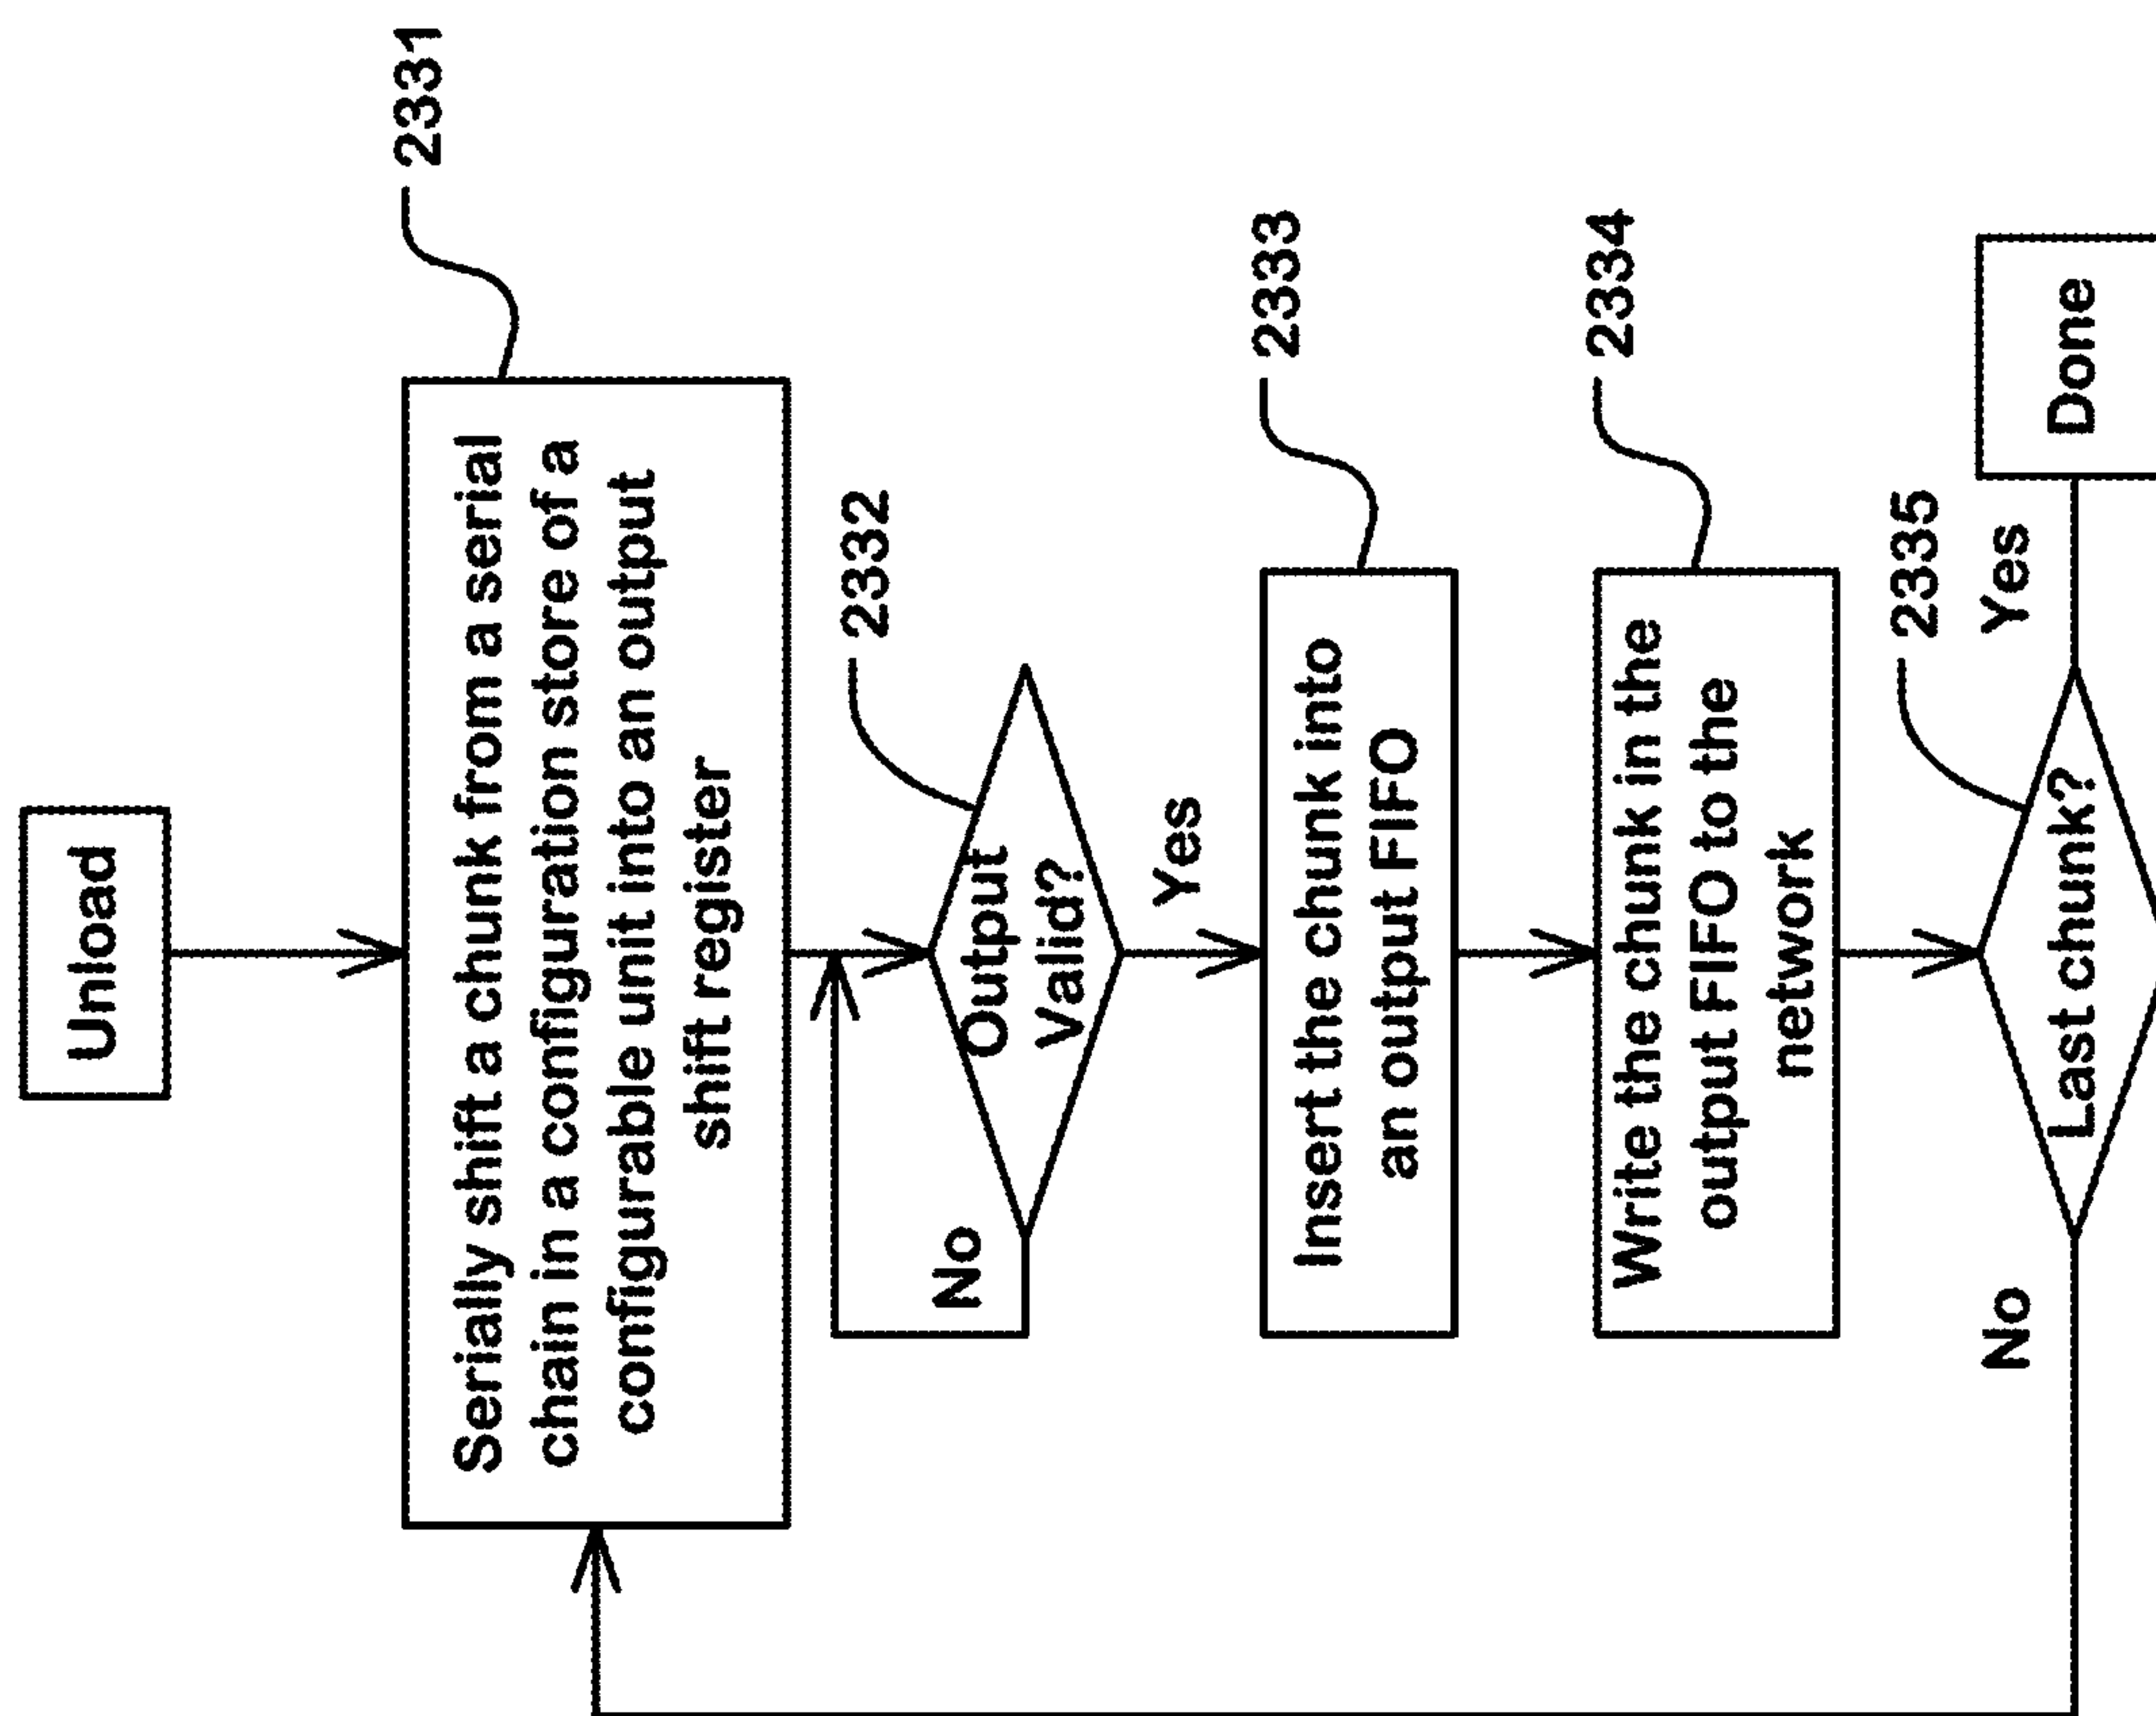 Unload
2331
Serially shift a chunk from a serial
chain in a configuration store of a
configurable unit into an output
shift register
2332
Output
Valid?
No
Yes
2333
Insert the chunk into
an output FIFO
2334
Write the chunk in the
output FIFO to the
network
2335
Last chunk?
No
Yes
Done